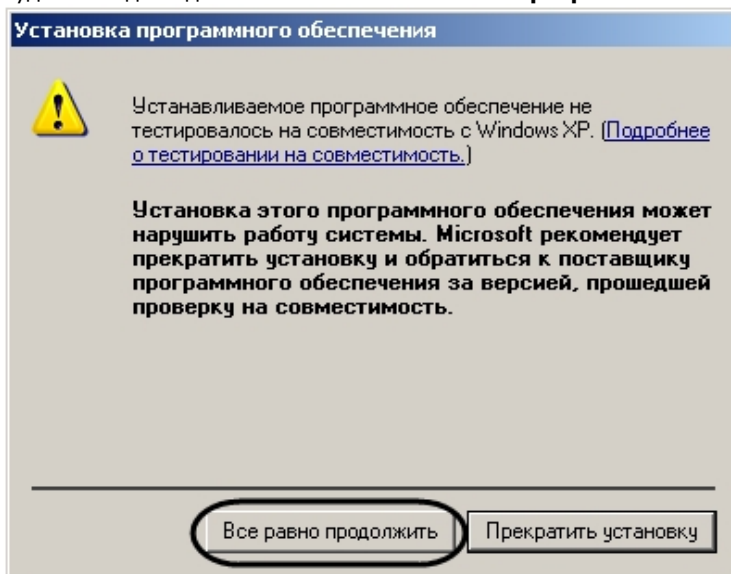 Установка программного обеспечения
Устанавливаемое программное обеспечение не
тестировалось на совместимость с Windows XP. (Подробнее
о тестировании на совместимость.)
Установка этого программного обеспечения может
нарушить работу системы. Microsoft рекомендует
прекратить установку и обратиться к поставщику
программного обеспечения за версией, прошедшей
проверку на совместимость.
Все равно продолжить
Прекратить установку